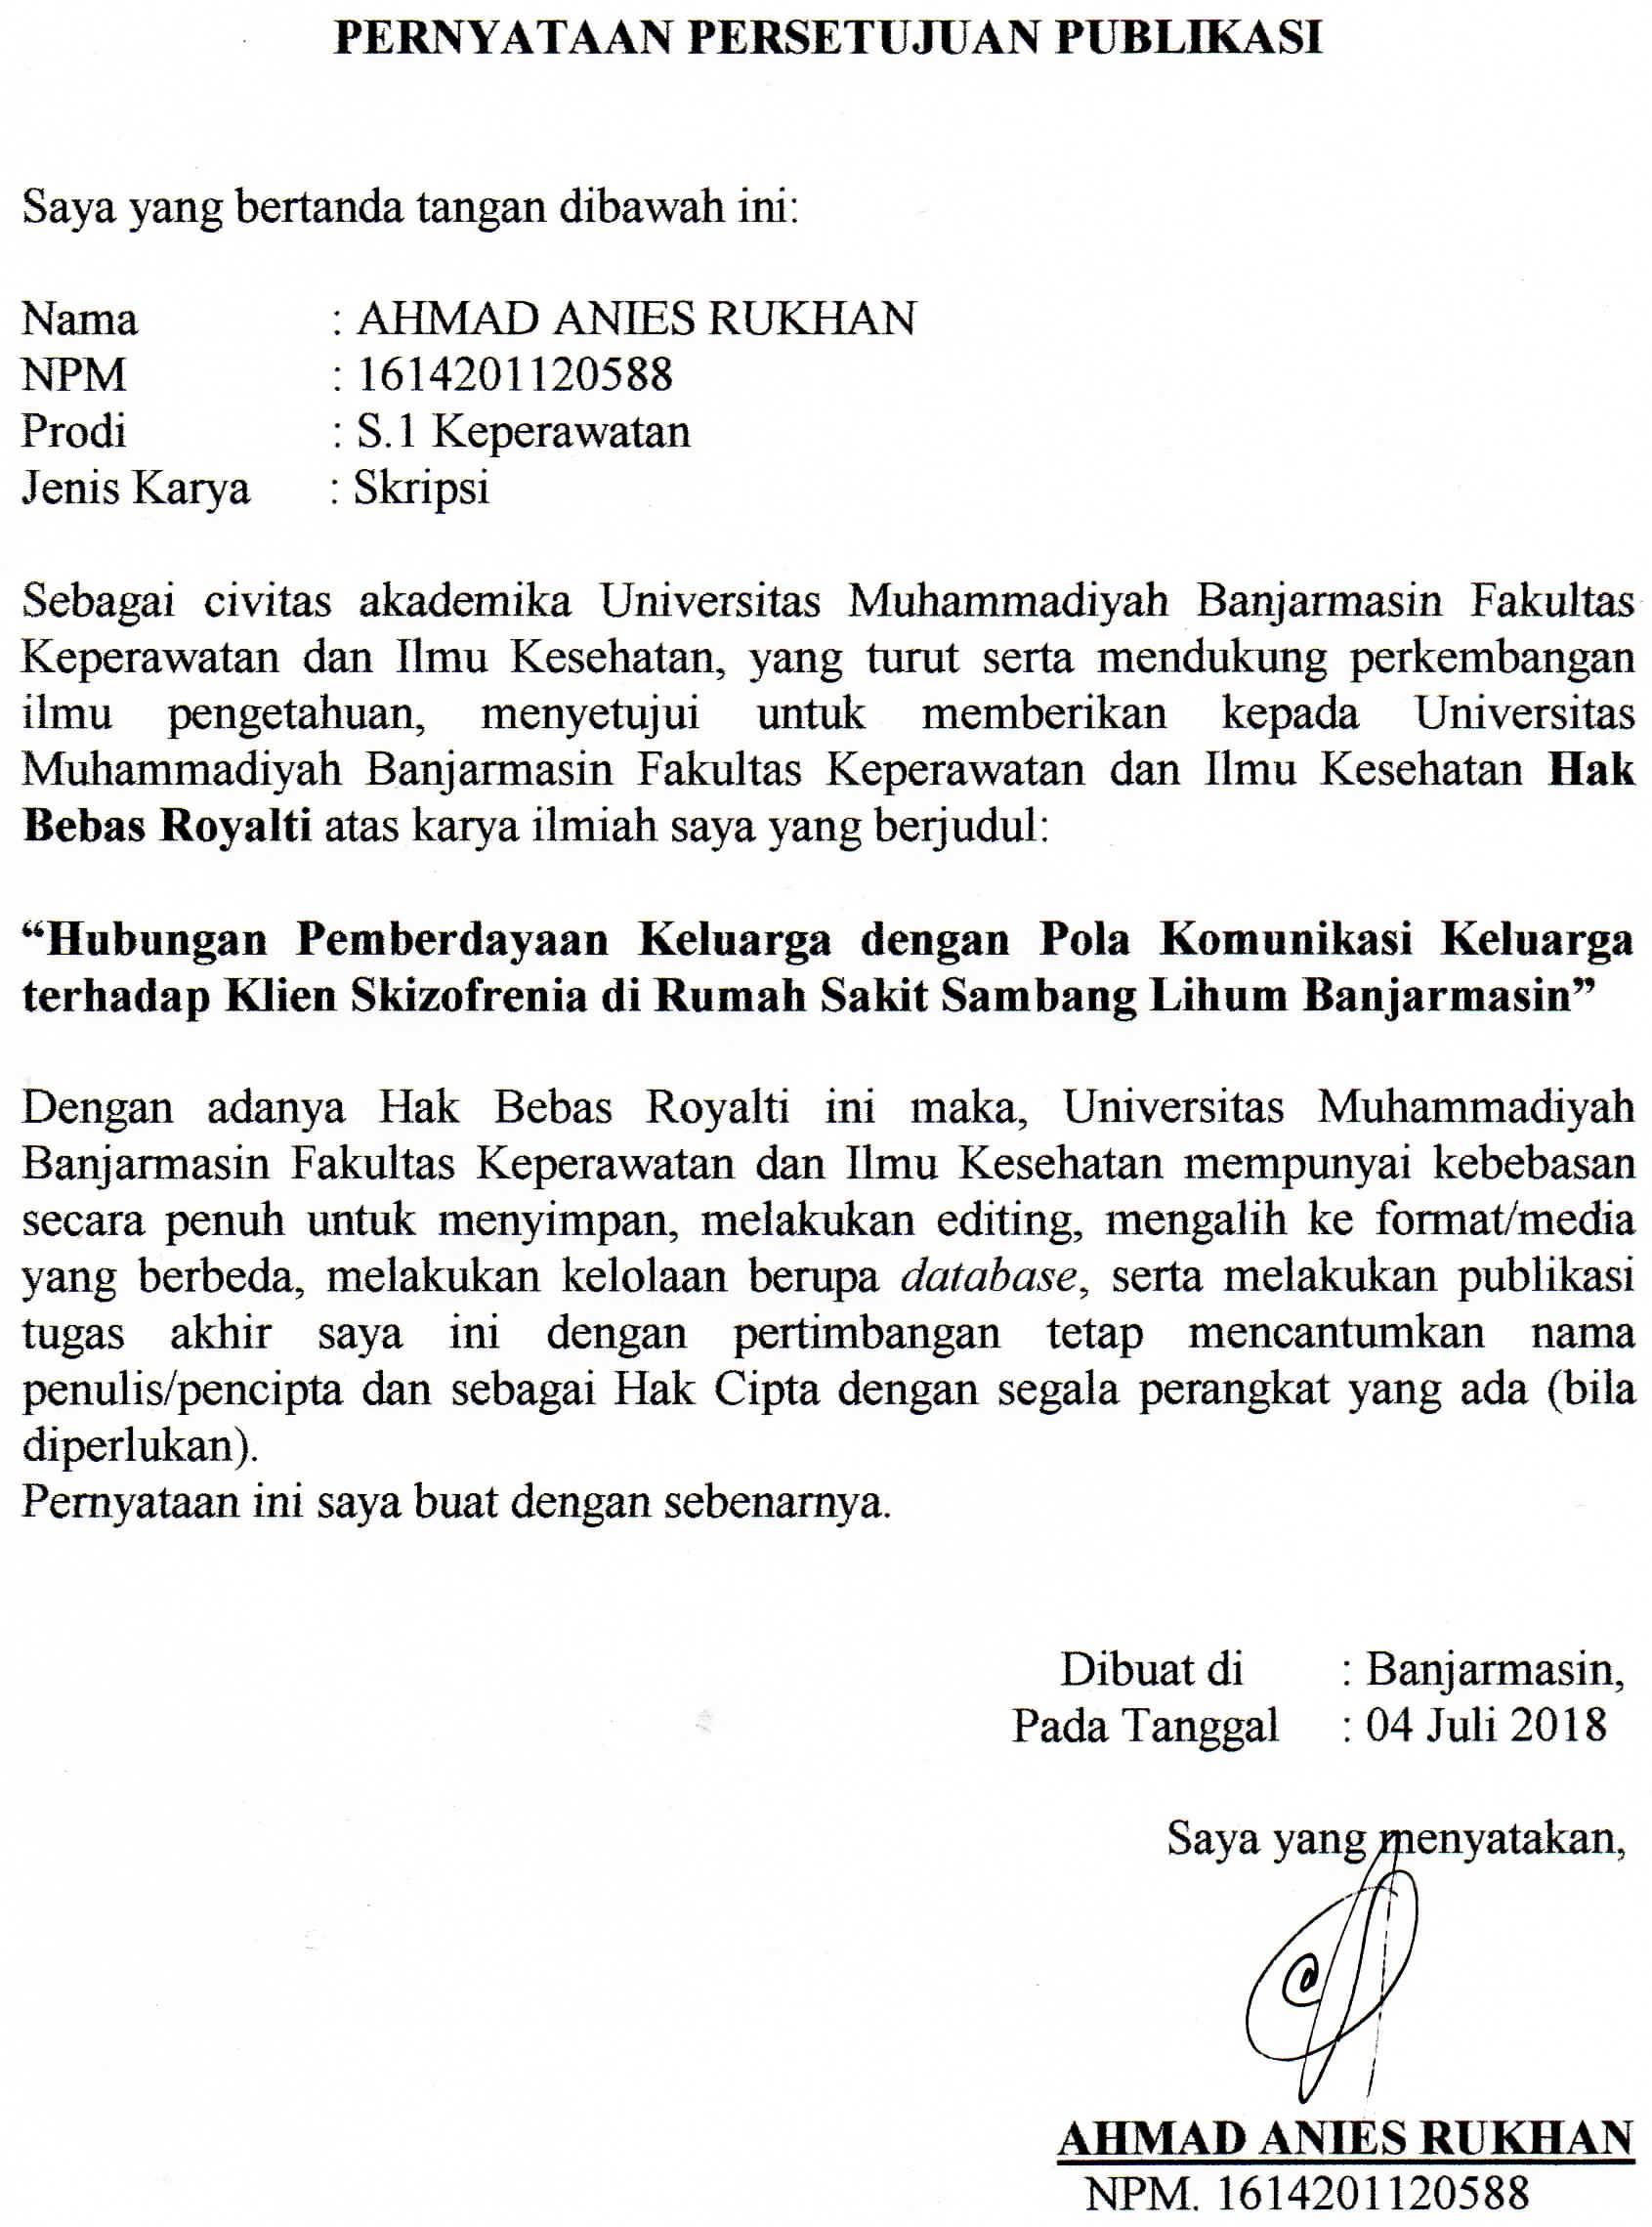 PERNYATAAN PERSETUJUAN PUBLIKASI
Saya yang bertanda tangan dibawah ini:
Nama : AHMAD ANIES RUKHAN
NPM : 1614201120588
Prodi : S.1 Keperawatan
Jenis Karya : Skripsi
Sebagai civitas akademika Universitas Muhammadiyah Banjarmasin Fakultas
Keperawatan dan Ilmu Kesehatan, yang turut serta mendukung perkembangan
ilmu pengetahuan, menyetujui untuk memberikan kepada Universitas
Muhammadiyah Banjarmasin Fakultas Keperawatan dan Ilmu Kesehatan Hak
Bebas Royalti atas karya ilmiah saya yang berjudul:
“Hubungan Pemberdayaan Keluarga dengan Pola Komunikasi Keluarga
terhadap Klien Skizofrenia di Rumah Sakit Sambang Lihum Banjarmasin”
Dengan adanya Hak Bebas Royalti ini maka, Universitas Muhammadiyah
Banjarmasin Fakultas Keperawatan dan Ilmu Kesehatan mempunyai kebebasan
secara penuh untuk menyimpan, melakukan editing, mengalih ke format/media
yang berbeda, melakukan kelolaan berupa database, serta melakukan publikasi
tugas akhir saya ini dengan pertimbangan tetap mencantumkan nama
penulis/pencipta dan sebagai Hak Cipta dengan segala perangkat yang ada (bila
diperlukan).
Pernyataan ini saya buat dengan sebenarnya.
Dibuat di : Banjarmasin,
Pada Tanggal : 04 Juli 2018
Saya yang menyatakan,
AHMAD ANIES RUKHAN
NPM. 1614201120588